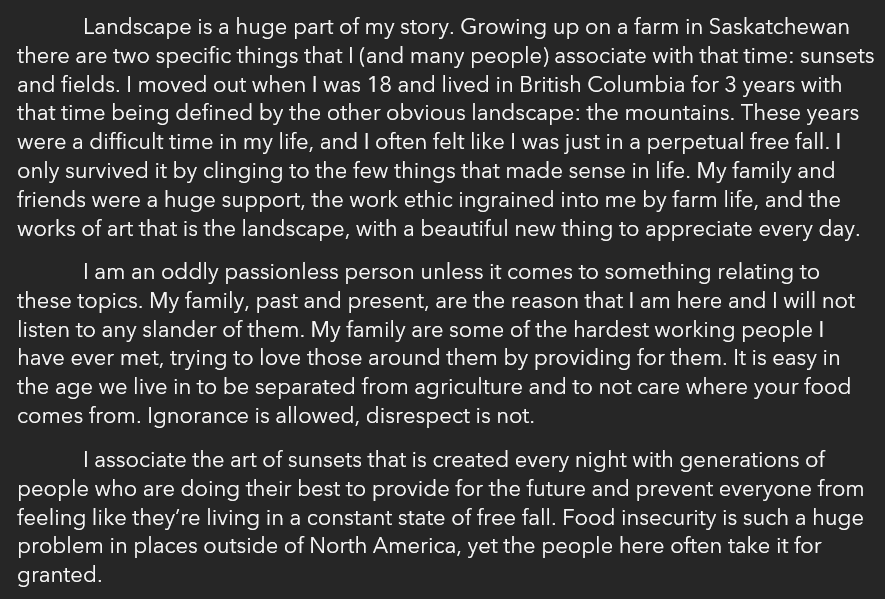 Landscape is a huge part of my story. Growing up on a farm in Saskatchewan
there are two specific things that I (and many people) associate with that time: sunsets
and fields. I moved out when I was 18 and lived in British Columbia for 3 years with
that time being defined by the other obvious landscape: the mountains. These years
were a difficult time in my life, and I often felt like I was just in a perpetual free fall. I
only survived it by clinging to the few things that made sense in life. My family and
friends were a huge support, the work ethic ingrained into me by farm life, and the
works of art that is the landscape, with a beautiful new thing to appreciate every day.
I am an oddly passionless person unless it comes to something relating to
these topics. My family, past and present, are the reason that I am here and I will not
listen to any slander of them. My family are some of the hardest working people I
have ever met, trying to love those around them by providing for them. It is easy in
the age we live in to be separated from agriculture and to not care where your food
comes from. Ignorance is allowed, disrespect is not.
I associate the art of sunsets that is created every night with generations of
people who are doing their best to provide for the future and prevent everyone from
feeling like they’re living in a constant state of free fall. Food insecurity is such a huge
problem in places outside of North America, yet the people here often take it for
granted.